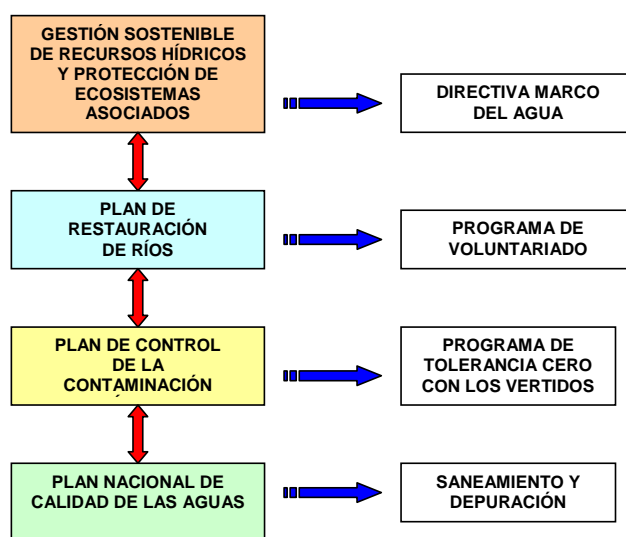 GESTIÓN SOSTENIBLE
DE RECURSOS HÍDRICOS
Y PROTECCIÓN DE
ECOSISTEMAS
ASOCIADOS
DIRECTIVA MARCO
DEL AGUA
PLAN DE
RESTAURACIÓN
DE RÍOS
PROGRAMA DE
VOLUNTARIADO
PLAN DE CONTROL
DE LA
CONTAMINACIÓN
PROGRAMA DE
TOLERANCIA CERO
CON LOS VERTIDOS
PLAN NACIONAL DE
CALIDAD DE LAS AGUAS
SANEAMIENTO Y
DEPURACIÓN